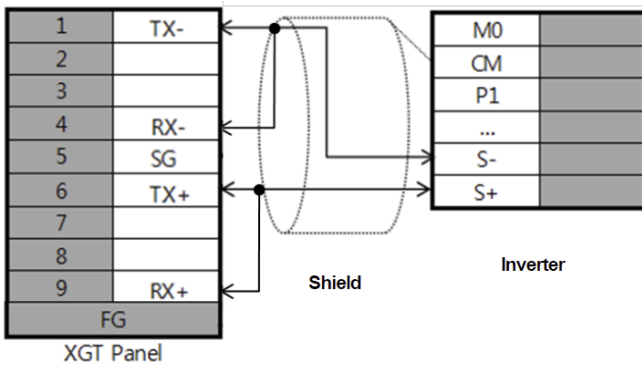 1 TX-
2
3
4 RX-
5 SG
6 TX+
7
8
9 RX+
FG
XGT Panel
Shield
M0
CM
P1
...
S-
S+
Inverter